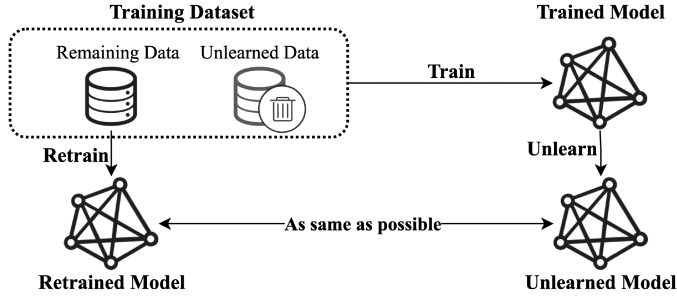 Training Dataset
Trained Model
Remaining Data
Unlearned Data
Train
Retrain
Unlearn
As same as possible
Retrained Model
Unlearned Model